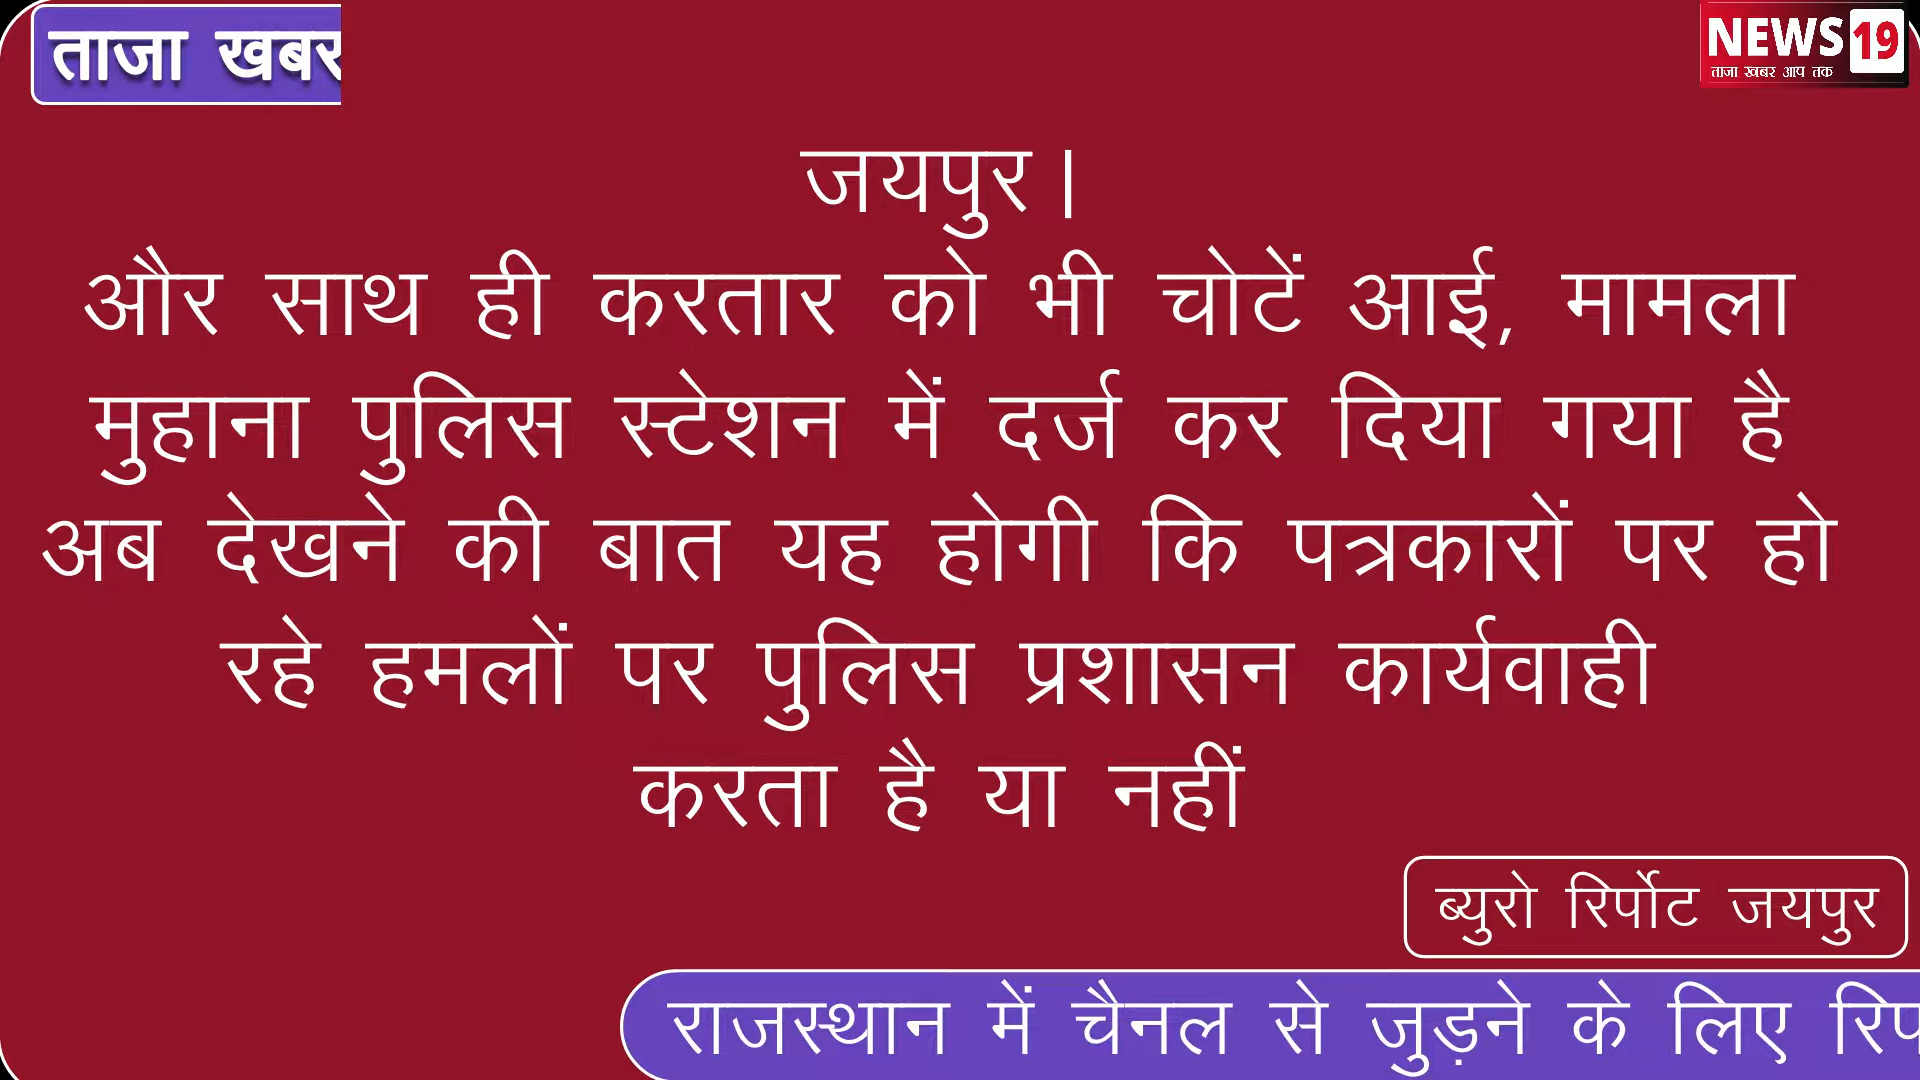 ताजा खबर
NEWS 19
ताजा खबर आप तक
जयपुर।
और साथ ही करतार को भी चोटें आई, मामला
मुहाना पुलिस स्टेशन में दर्ज कर दिया गया है
अब देखने की बात यह होगी कि पत्रकारों पर हो
रहे हमलों पर पुलिस प्रशासन कार्यवाही
करता है या नहीं
ब्युरो रिर्पोट जयपुर
राजस्थान में चैनल से जुड़ने के लिए